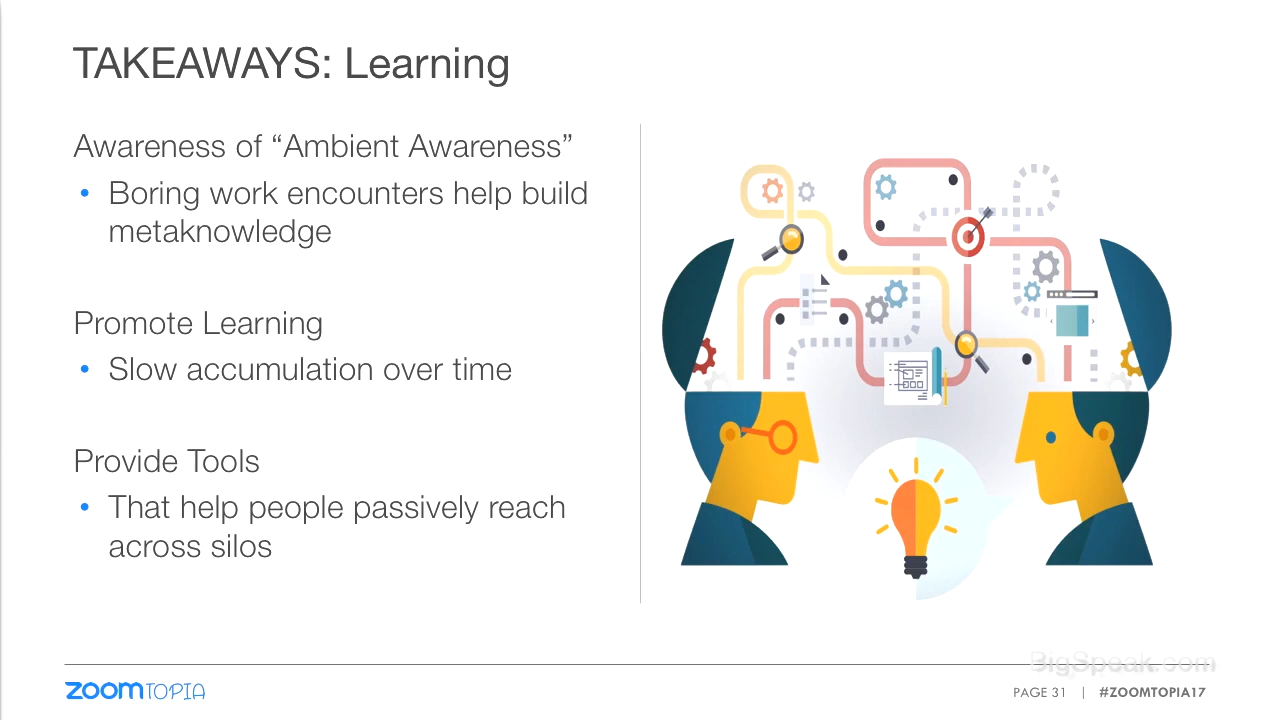 TAKEAWAYS: Learning
Awareness of “Ambient Awareness”
• Boring work encounters help build
metaknowledge
Promote Learning
• Slow accumulation over time
Provide Tools
• That help people passively reach
across silos
BigSpeak.com
zoomTOPIA
PAGE 31 | #ZOOMTOPIA17